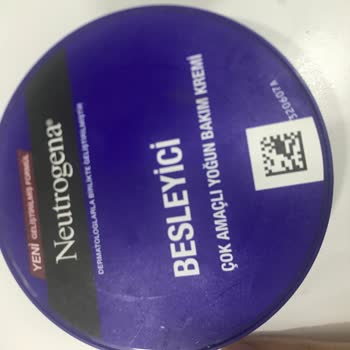 YENİ GELİŞTİRİLMİŞ FORMÜL
Neutrogena®
DERMATOLOGLARLA BİRLİKTE GELİŞTİRİLMİŞTİR
BESLEYİCİ
ÇOK AMAÇLI YOĞUN BAKIM KREMİ
520607A